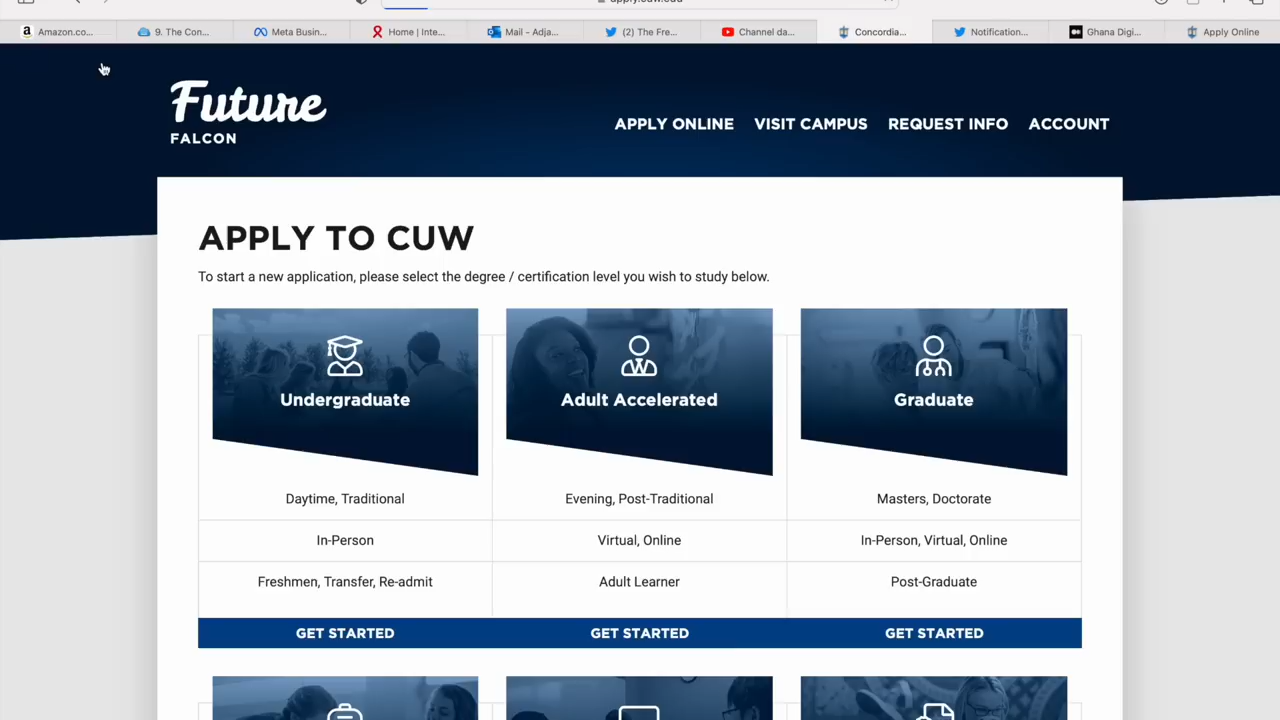 Amazon.co...
9. The Con...
Meta Busin...
Home | Inte...
Mail - Adja...
(2) The Fre...
Channel da...
Concordia...
Notification...
Ghana Digi...
Apply Online
Future
FALCON
APPLY ONLINE
VISIT CAMPUS
REQUEST INFO
ACCOUNT
APPLY TO CUW
To start a new application, please select the degree / certification level you wish to study below.
Undergraduate
Adult Accelerated
Graduate
Daytime, Traditional
Evening, Post-Traditional
Masters, Doctorate
In-Person
Virtual, Online
In-Person, Virtual, Online
Freshmen, Transfer, Re-admit
Adult Learner
Post-Graduate
GET STARTED
GET STARTED
GET STARTED